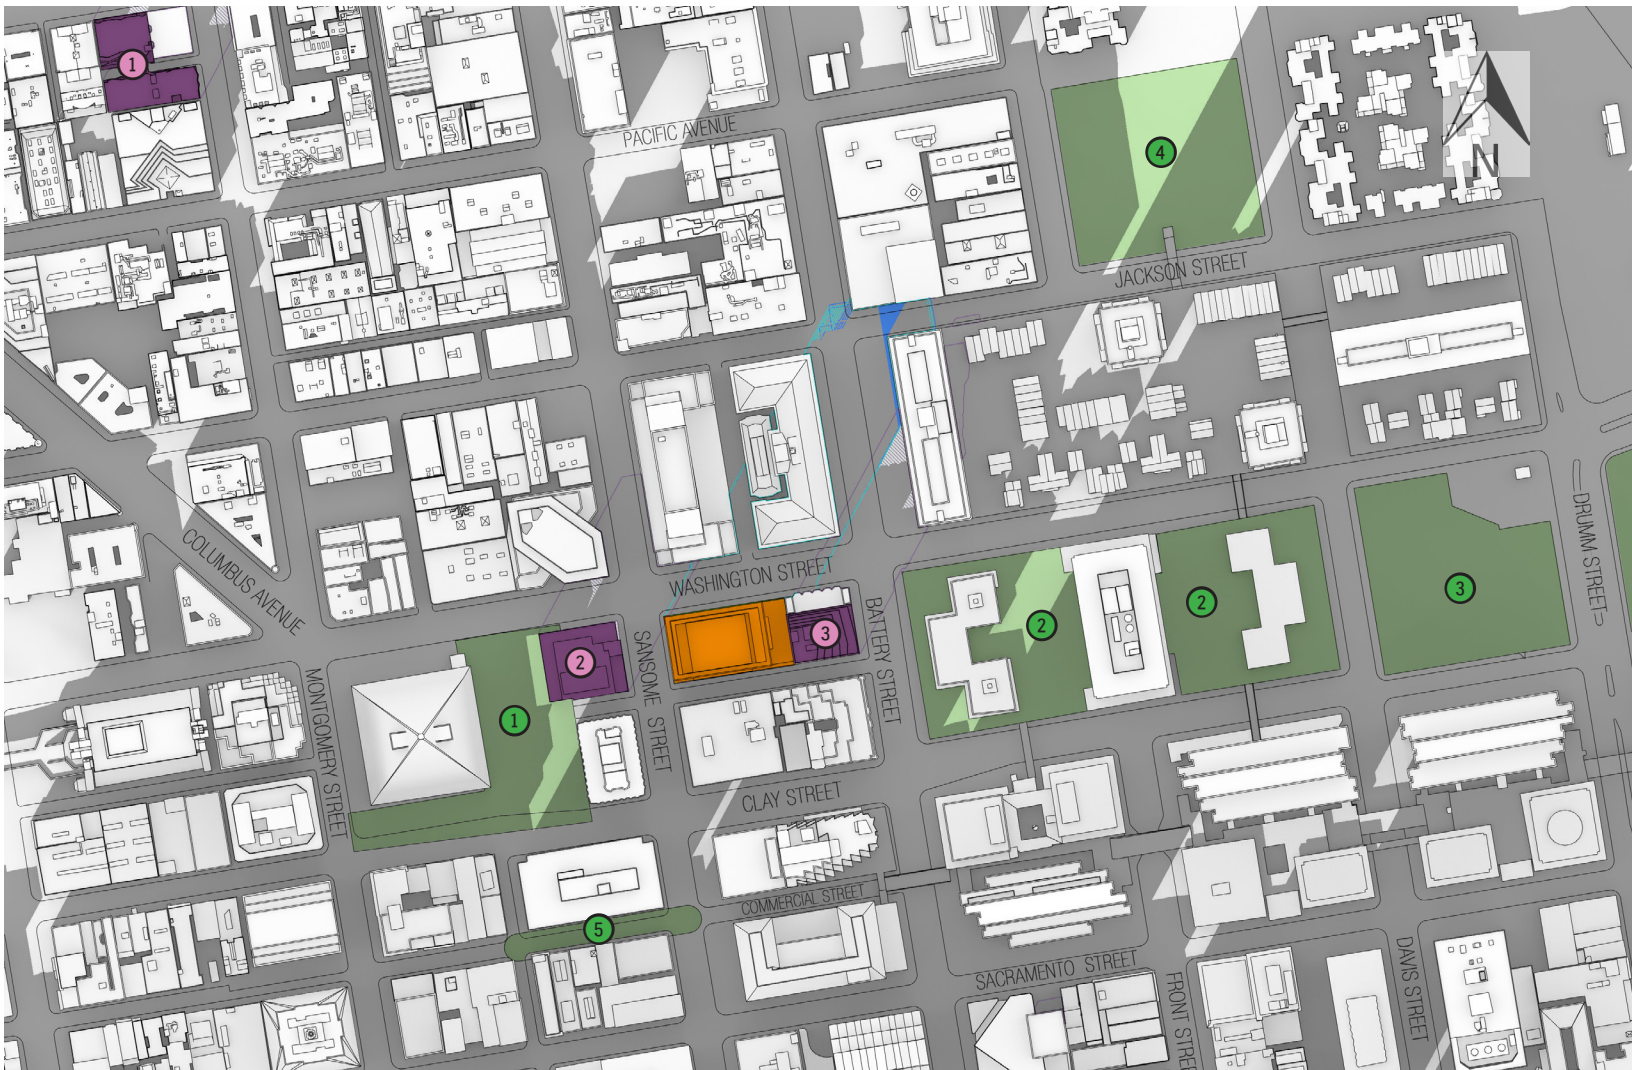 1
PACIFIC AVENUE
4
N
JACKSON STREET
COLUMBUS AVENUE
WASHINGTON STREET
DRUMM STREET
3
2
2
BATTERY STREET
3
2
SANSOME STREET
MONTGOMERY STREET
1
CLAY STREET
COMMERCIAL STREET
5
SACRAMENTO STREET
FRONT STREE
DAVIS STREET